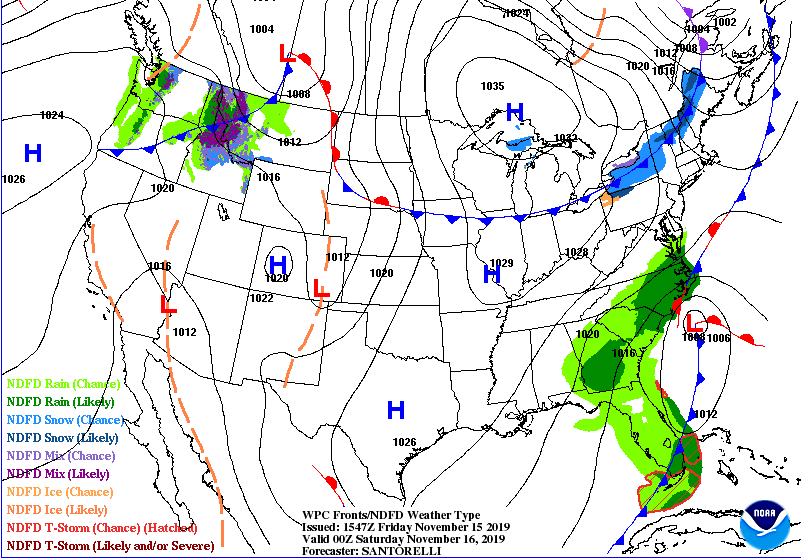 1004
1024
1002
1004
1008
1012
1020
1016
1035
1008
1024
1032
1012
1026
1016
1020
H
H
L
1012
1016
1029
1028
H
H
1020
1020
1022
L
L
1012
L
1008
1006
1020
1016
1012
H
1026
NDFD Rain (Chance)
NDFD Rain (Likely)
NDFD Snow (Chance)
NDFD Snow (Likely)
NDFD Mix (Chance)
NDFD Mix (Likely)
NDFD Ice (Chance)
NDFD Ice (Likely)
NDFD T-Storm (Chance) (Hatched)
NDFD T-Storm (Likely and/or Severe)
WPC Fronts/NDFD Weather Type
Issued: 1547Z Friday November 15 2019
Valid 00Z Saturday November 16, 2019
Forecaster: SANTORELLI
NOAA